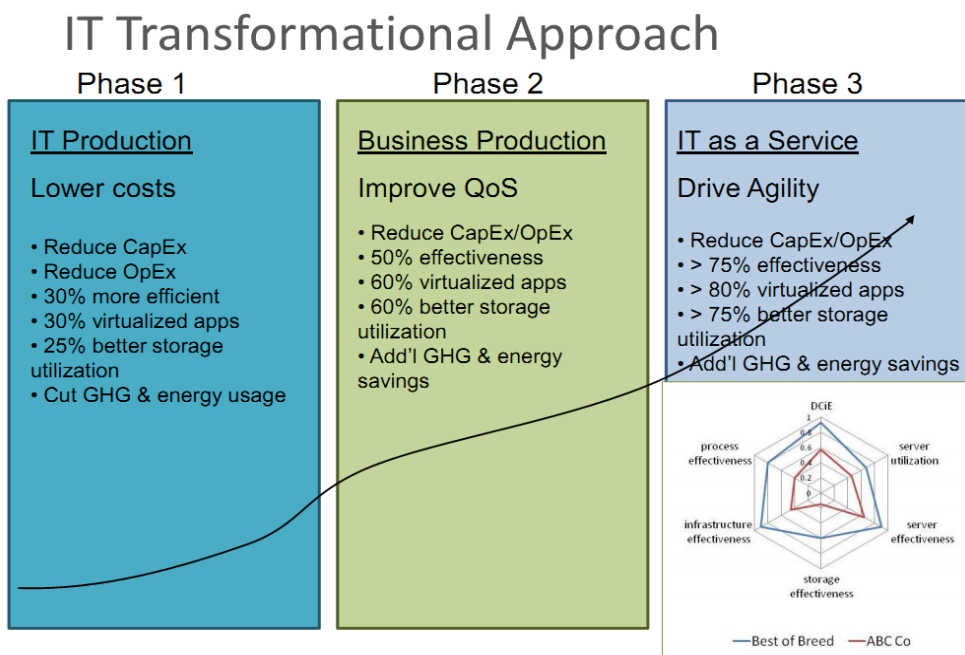 IT Transformational Approach
Phase 1
Phase 2
Phase 3
IT Production
Lower costs
• Reduce CapEx
• Reduce OpEx
• 30% more efficient
• 30% virtualized apps
• 25% better storage
utilization
• Cut GHG & energy usage
Business Production
Improve QoS
• Reduce CapEx/OpEx
• 50% effectiveness
• 60% virtualized apps
• 60% better storage
utilization
• Add'l GHG & energy
savings
IT as a Service
Drive Agility
• Reduce CapEx/OpEx
• > 75% effectiveness
• > 80% virtualized apps
• > 75% better storage
utilization
• Add'l GHG & energy savings
DCiE
1
0.8
0.6
0.4
0.2
0
server
utilization
server
effectiveness
storage
effectiveness
infrastructure
effectiveness
process
effectiveness
Best of Breed
ABC Co